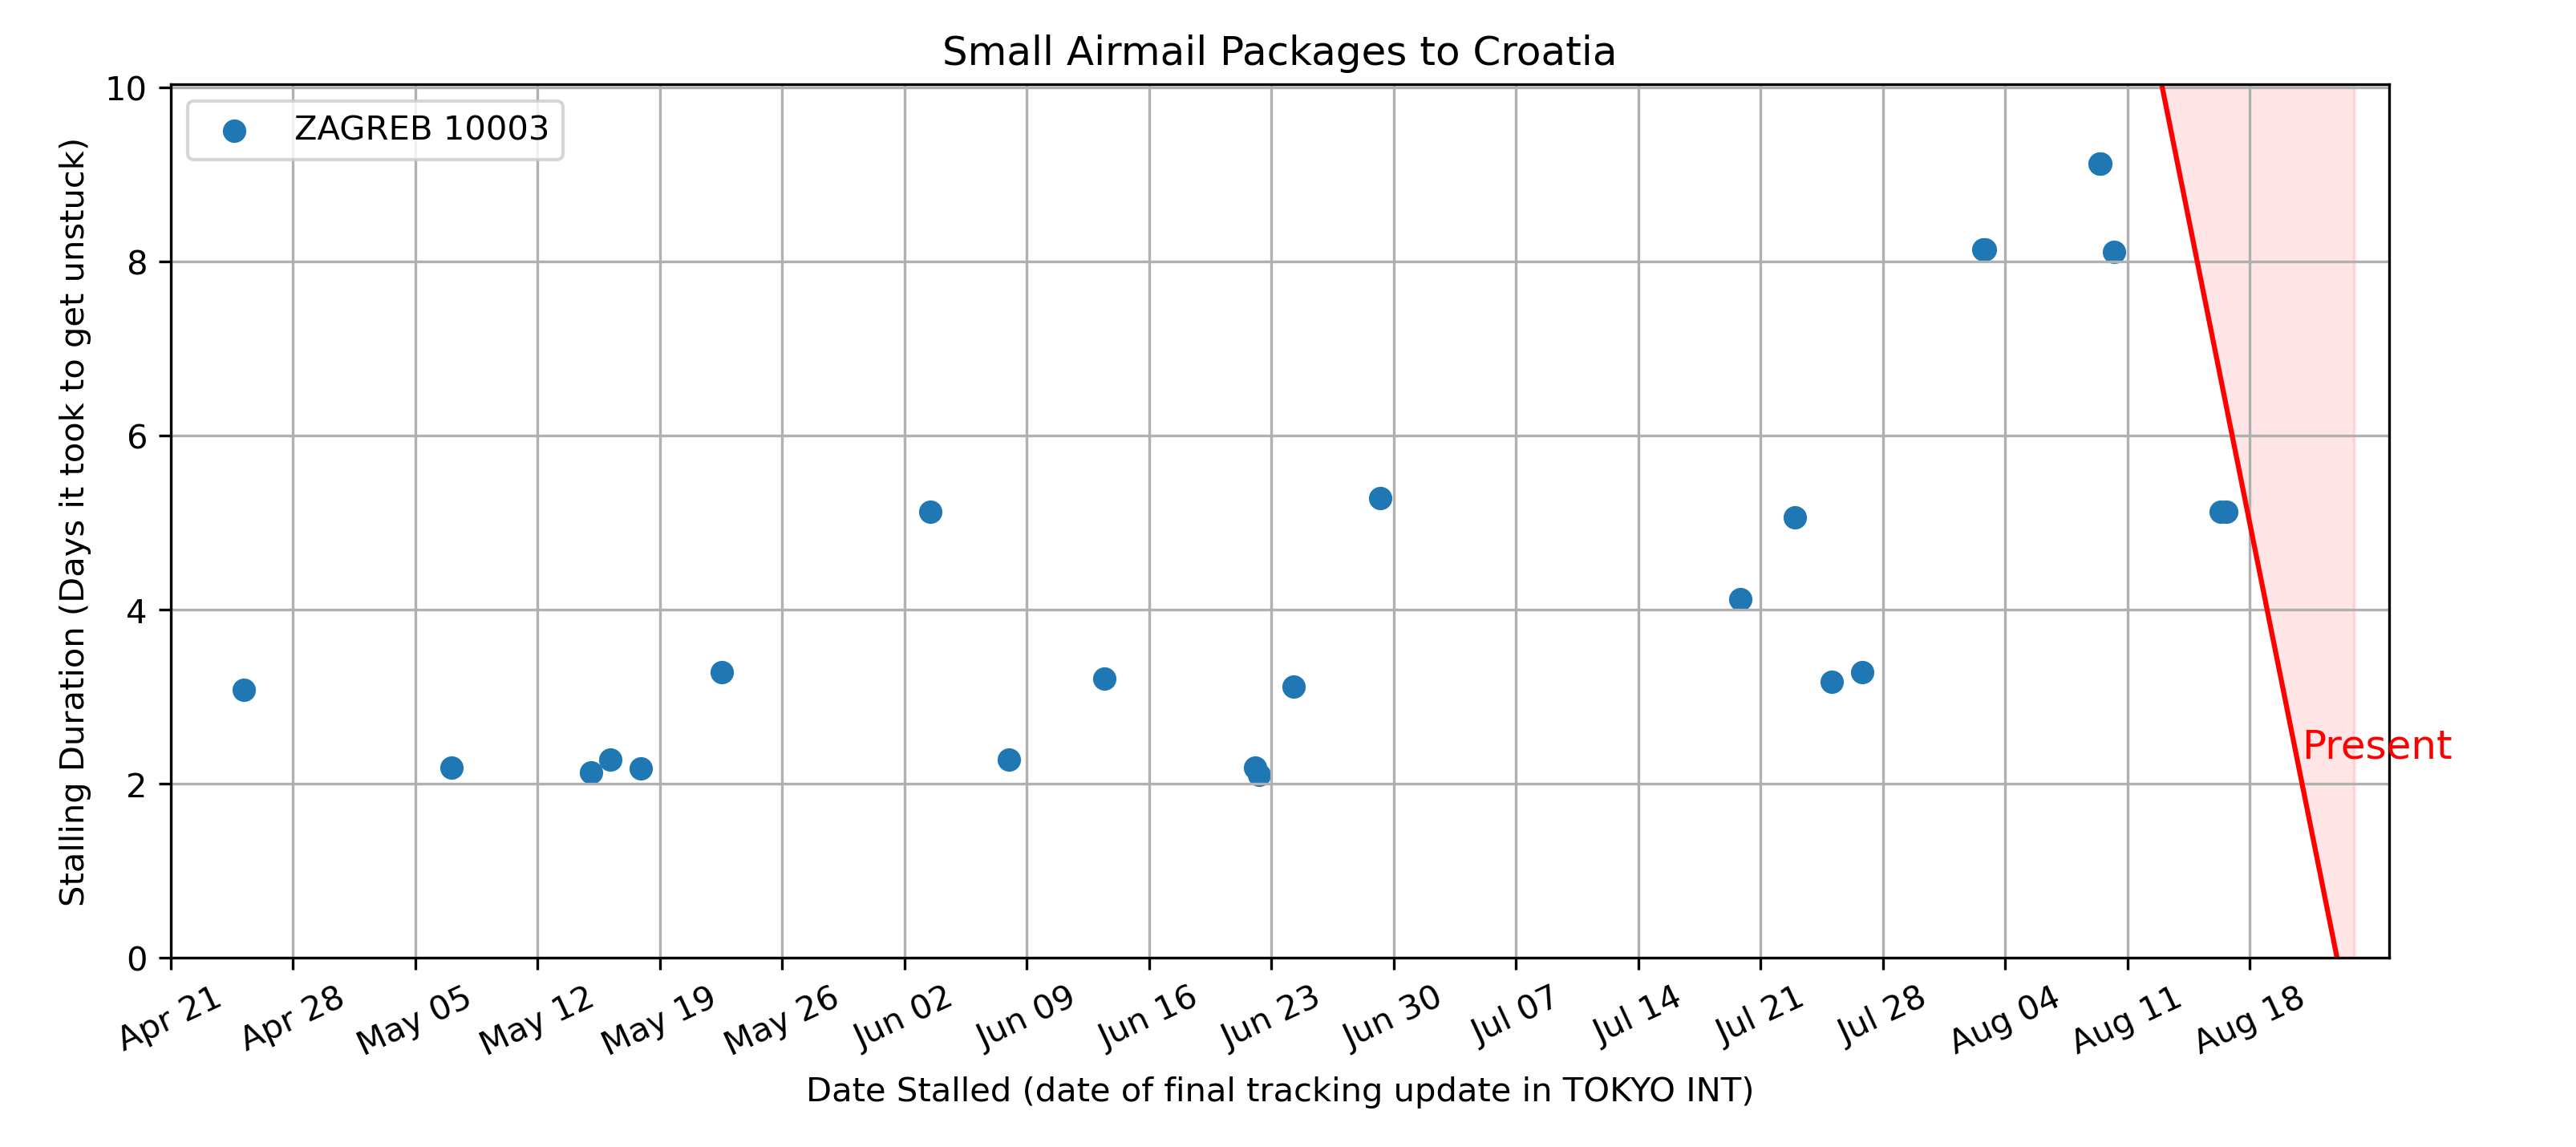 Small Airmail Packages to Croatia
ZAGREB 10003
Stalling Duration (Days it took to get unstuck)
10
8
6
4
2
0
Present
Apr 21
Apr 28
May 05
May 12
May 19
May 26
Jun 02
Jun 09
Jun 16
Jun 23
Jun 30
Jul 07
Jul 14
Jul 21
Jul 28
Aug 04
Aug 11
Aug 18
Date Stalled (date of final tracking update in TOKYO INT)